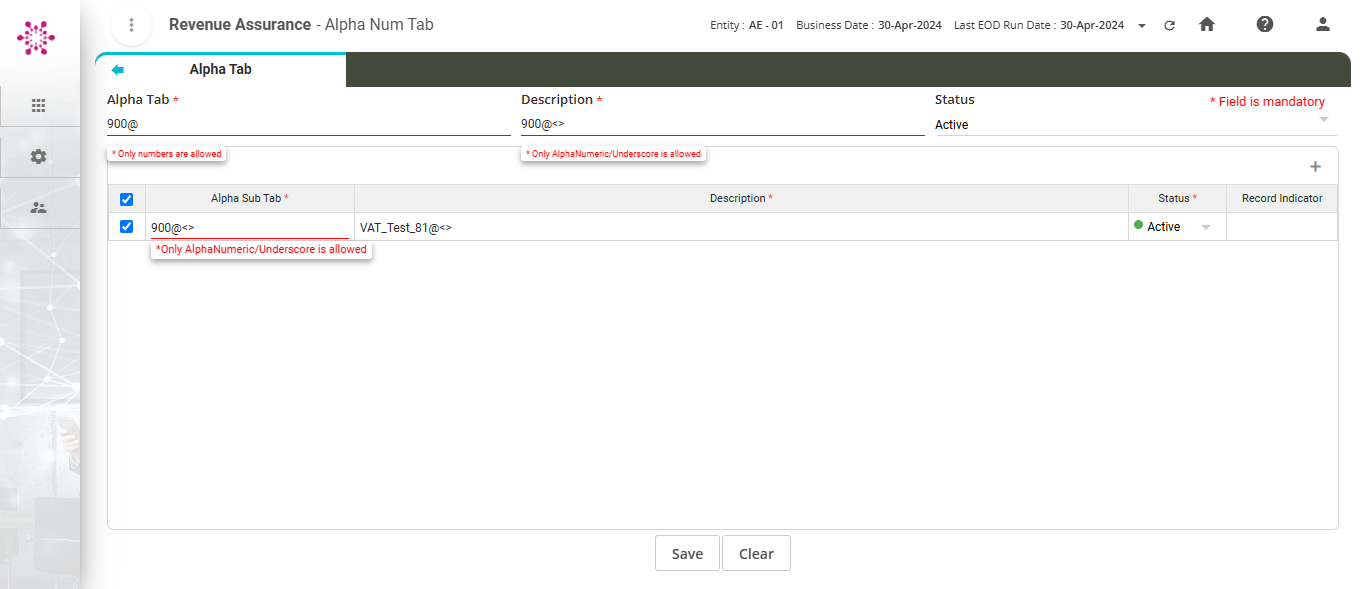 Revenue Assurance - Alpha Num Tab
Entity : AE - 01 Business Date : 30-Apr-2024 Last EOD Run Date : 30-Apr-2024
Alpha Tab
Alpha Tab * Description * Status * Field is mandatory
900@ 900@<> Active
* Only numbers are allowed * Only AlphaNumeric/Underscore is allowed
Alpha Sub Tab * Description * Status * Record Indicator
900@<> VAT_Test_81@<> Active
*Only AlphaNumeric/Underscore is allowed
Save Clear